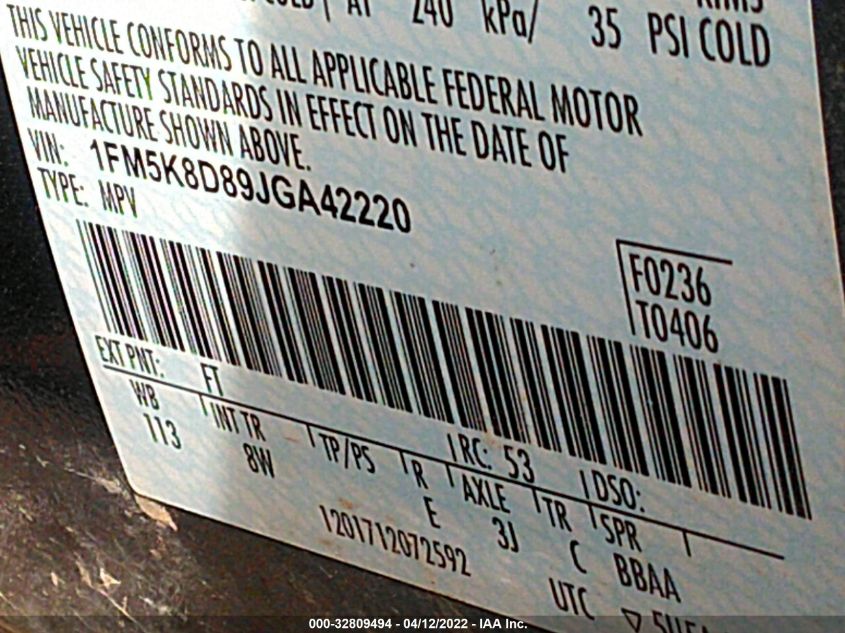 COLD | AT 240 kPa/ 35 PSI COLD
THIS VEHICLE CONFORMS TO ALL APPLICABLE FEDERAL MOTOR
VEHICLE SAFETY STANDARDS IN EFFECT ON THE DATE OF
MANUFACTURE SHOWN ABOVE.
VIN: 1FM5K8D89JGA42220
TYPE: MPV
F0236
T0406
EXT PNT: FT RC: 53 DSO:
WB INT TR TP/PS R AXLE TR SPR
113 8W E 3J C BBAA
1201712072592 UTC
000-32809494 - 04/12/2022 - IAA Inc.